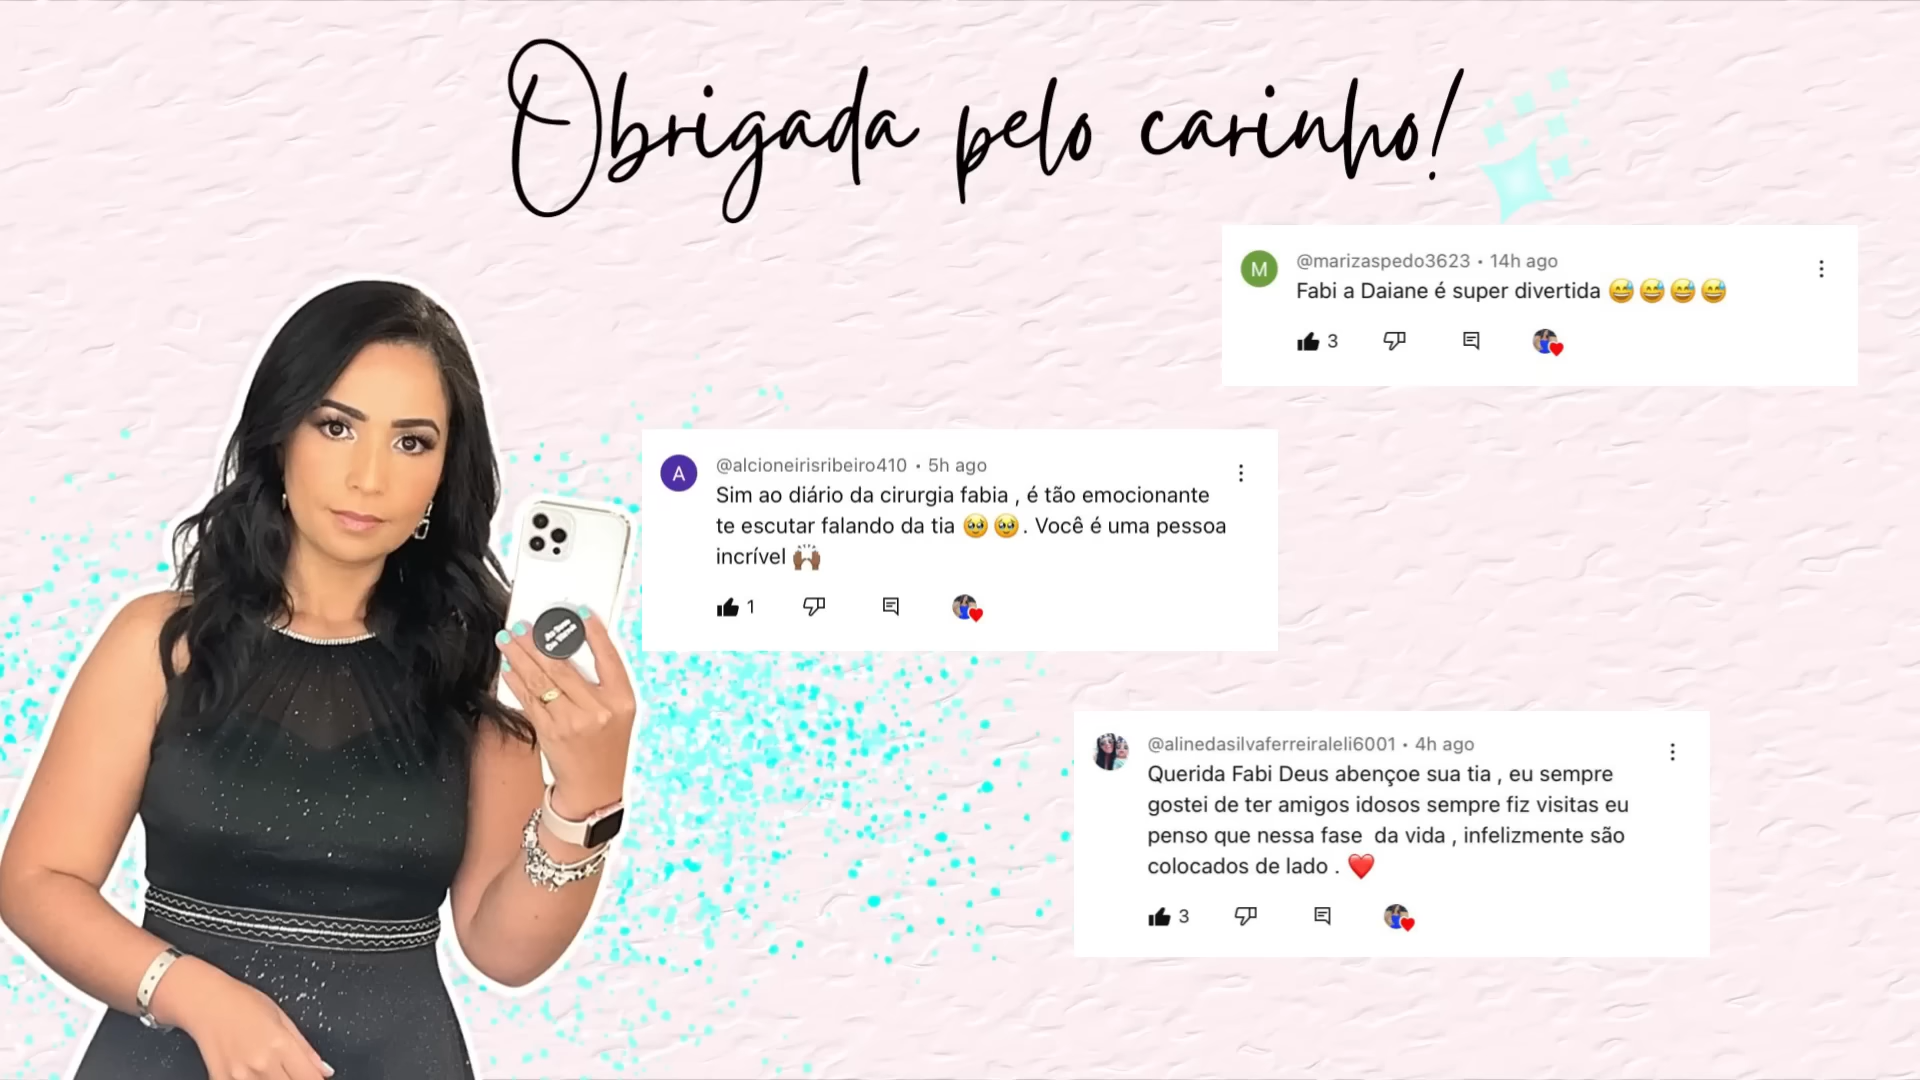 Obrigada pelo carinho!
M
@marizaspedo3623 • 14h ago
Fabi a Daiane é super divertida 😅😅😅😅
3
A
@alcioneirisribeiro410 • 5h ago
Sim ao diário da cirurgia fabia , é tão emocionante
te escutar falando da tia 🥹🥹. Você é uma pessoa
incrível 🙌🏾
1
@alinedasilvaferreiraleli6001 • 4h ago
Querida Fabi Deus abençoe sua tia , eu sempre
gostei de ter amigos idosos sempre fiz visitas eu
penso que nessa fase  da vida , infelizmente são
colocados de lado . ❤️
3